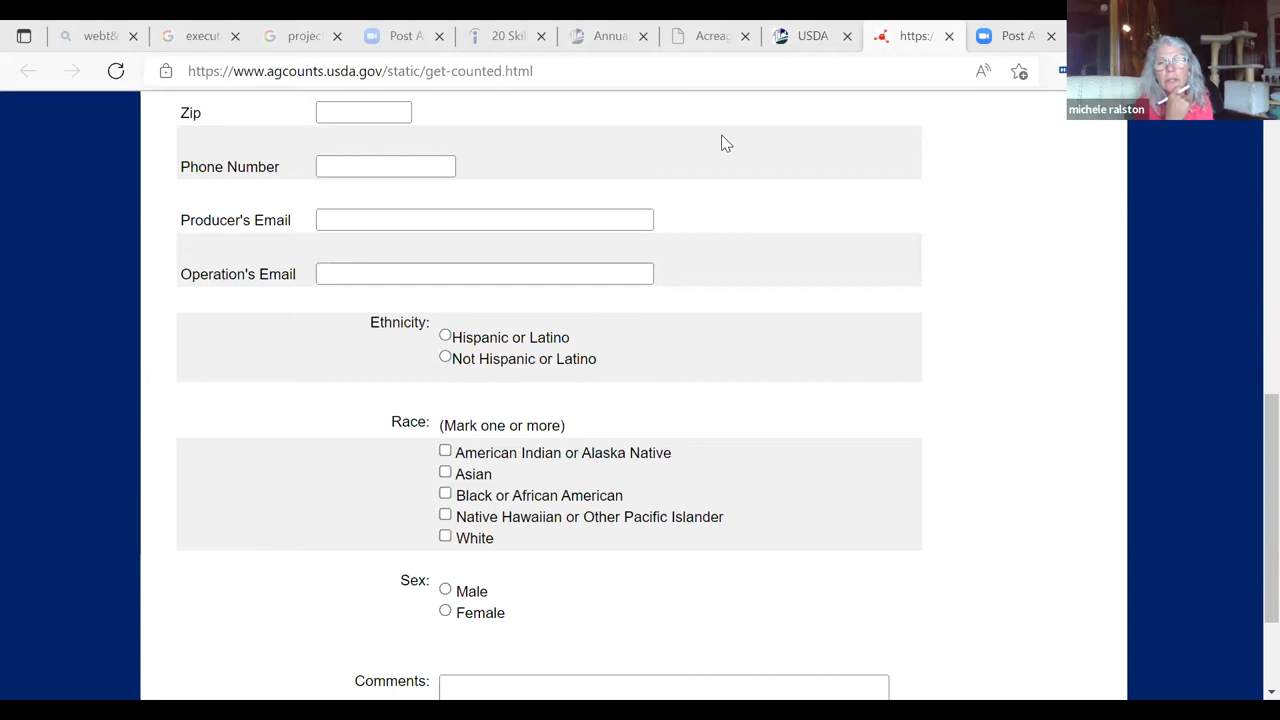 webt&
execut
project
Post A
20 Skil
Annua
Acreag
USDA
https:/
Post A
https://www.agcounts.usda.gov/static/get-counted.html
michele ralston
Zip
Phone Number
Producer's Email
Operation's Email
Ethnicity:
Hispanic or Latino
Not Hispanic or Latino
Race: (Mark one or more)
American Indian or Alaska Native
Asian
Black or African American
Native Hawaiian or Other Pacific Islander
White
Sex:
Male
Female
Comments: